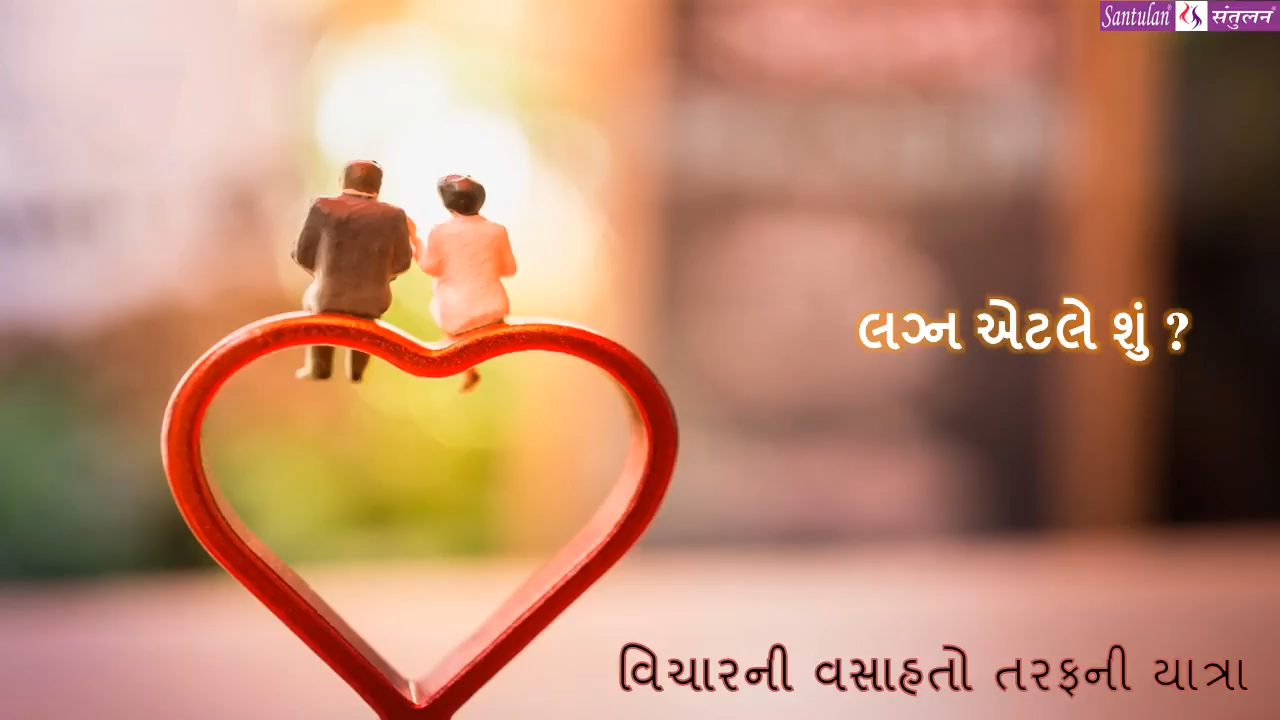 Santulan® संतुलन®
લગ્ન એટલે શું ?
વિચારની વસાહતો તરફની યાત્રા